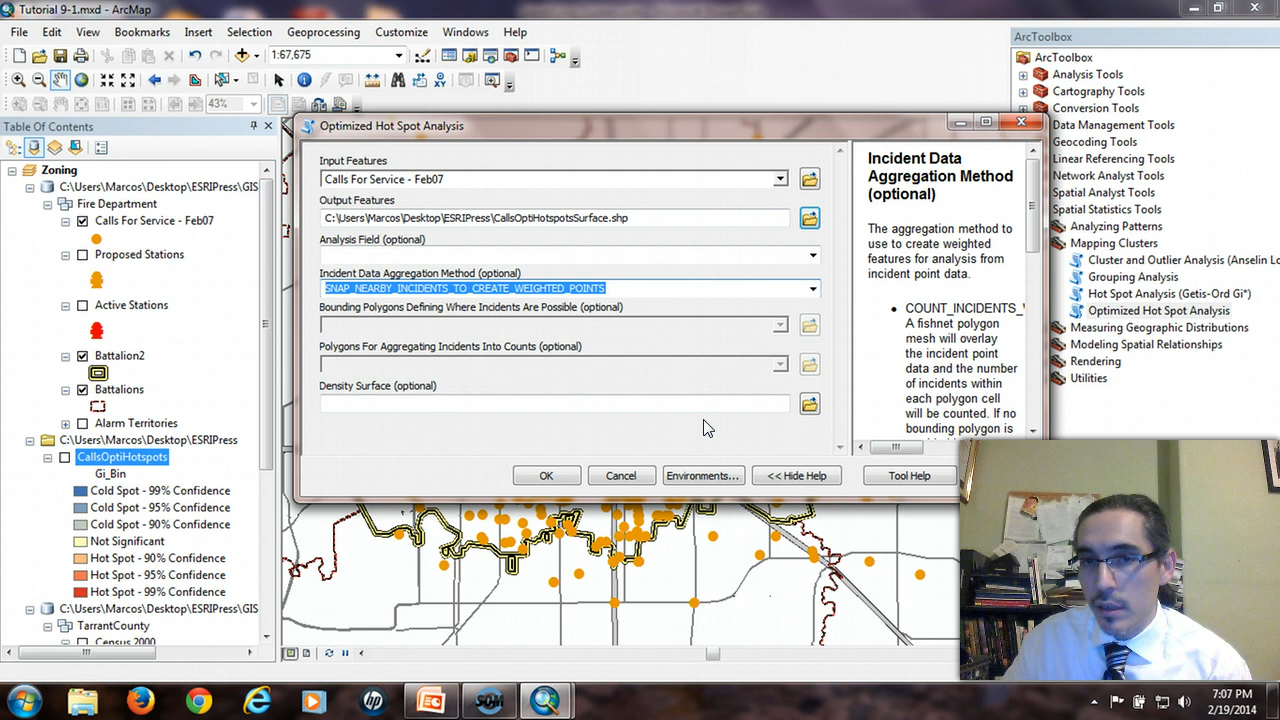 Tutorial 9-1.mxd - ArcMap
File Edit View Bookmarks Insert Selection Geoprocessing Customize Windows Help
1:67,675
43%
Table Of Contents
Zoning
C:\Users\Marcos\Desktop\ESRIPress\GIS
Fire Department
Calls For Service - Feb07
Proposed Stations
Active Stations
Battalion2
Battalions
Alarm Territories
C:\Users\Marcos\Desktop\ESRIPress
CallsOptiHotspots
Gi_Bin
Cold Spot - 99% Confidence
Cold Spot - 95% Confidence
Cold Spot - 90% Confidence
Not Significant
Hot Spot - 90% Confidence
Hot Spot - 95% Confidence
Hot Spot - 99% Confidence
C:\Users\Marcos\Desktop\ESRIPress\GIS
TarrantCounty
Census 2000
Optimized Hot Spot Analysis
Input Features
Calls For Service - Feb07
Output Features
C:\Users\Marcos\Desktop\ESRIPress\CallsOptiHotspotsSurface.shp
Analysis Field (optional)
Incident Data Aggregation Method (optional)
SNAP_NEARBY_INCIDENTS_TO_CREATE_WEIGHTED_POINTS
Bounding Polygons Defining Where Incidents Are Possible (optional)
Polygons For Aggregating Incidents Into Counts (optional)
Density Surface (optional)
OK Cancel Environments... << Hide Help Tool Help
Incident Data
Aggregation Method
(optional)
The aggregation method to
use to create weighted
features for analysis from
incident point data.
COUNT_INCIDENTS_
A fishnet polygon
mesh will overlay
the incident point
data and the number
of incidents within
each polygon cell
will be counted. If no
bounding polygon is
ArcToolbox
ArcToolbox
Analysis Tools
Cartography Tools
Conversion Tools
Data Management Tools
Geocoding Tools
Linear Referencing Tools
Network Analyst Tools
Spatial Analyst Tools
Spatial Statistics Tools
Analyzing Patterns
Mapping Clusters
Cluster and Outlier Analysis (Anselin Lo
Grouping Analysis
Hot Spot Analysis (Getis-Ord Gi*)
Optimized Hot Spot Analysis
Measuring Geographic Distributions
Modeling Spatial Relationships
Rendering
Utilities
7:07 PM
2/19/2014